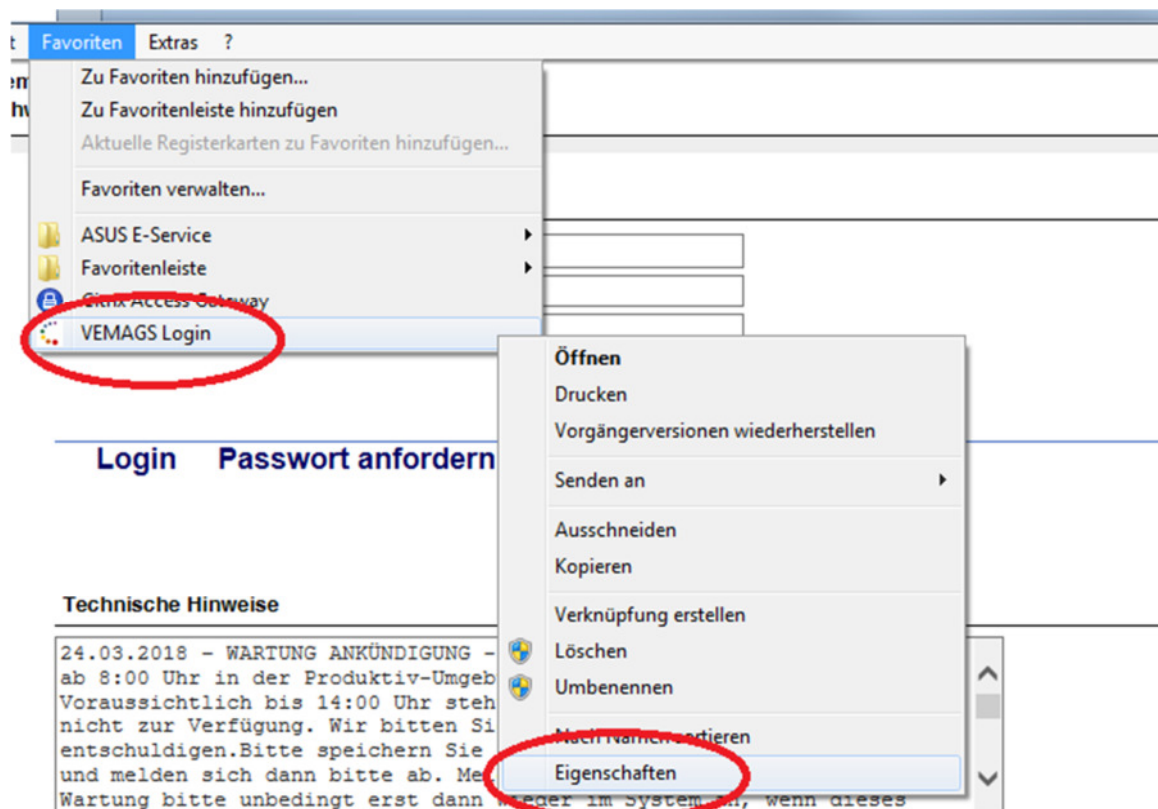 Favoriten Extras ?
Zu Favoriten hinzufügen...
Zu Favoritenleiste hinzufügen
Aktuelle Registerkarten zu Favoriten hinzufügen...
Favoriten verwalten...
ASUS E-Service
Favoritenleiste
Citrix Access Gateway
VEMAGS Login
Öffnen
Drucken
Vorgängerversionen wiederherstellen
Senden an
Ausschneiden
Kopieren
Verknüpfung erstellen
Löschen
Umbenennen
Nach Namen sortieren
Eigenschaften
Login Passwort anfordern
Technische Hinweise
24.03.2018 - WARTUNG ANKÜNDIGUNG -
ab 8:00 Uhr in der Produktiv-Umgeb
Voraussichtlich bis 14:00 Uhr steh
nicht zur Verfügung. Wir bitten Si
entschuldigen.Bitte speichern Sie
und melden sich dann bitte ab. Me
Wartung bitte unbedingt erst dann wieder im System an, wenn dieses